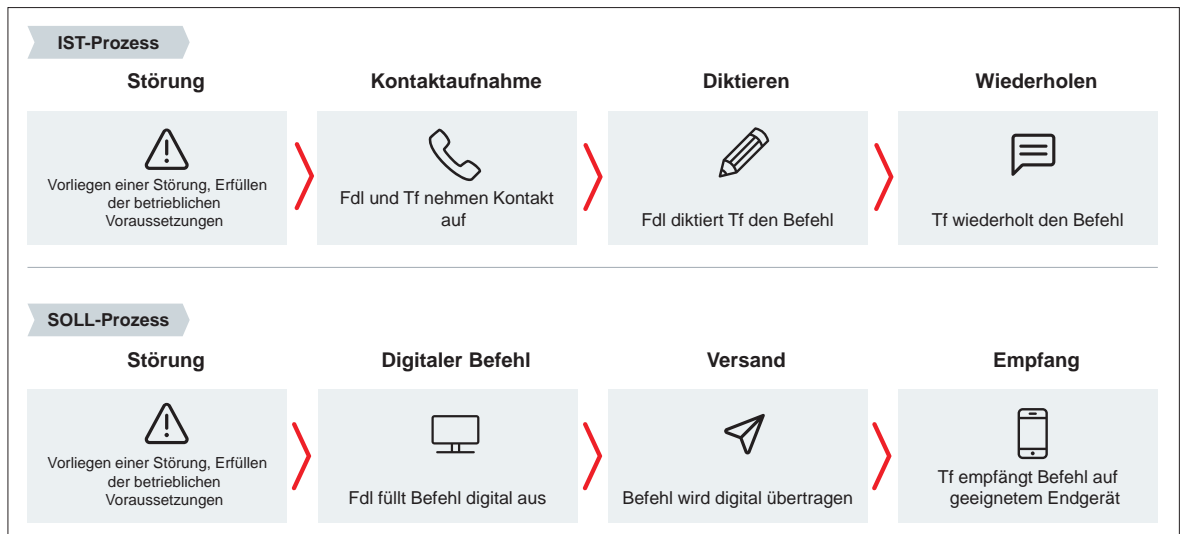 IST-Prozess
Störung
Kontaktaufnahme
Diktieren
Wiederholen
Vorliegen einer Störung, Erfüllen
der betrieblichen
Voraussetzungen
Fdl und Tf nehmen Kontakt
auf
Fdl diktiert Tf den Befehl
Tf wiederholt den Befehl
SOLL-Prozess
Störung
Digitaler Befehl
Versand
Empfang
Vorliegen einer Störung, Erfüllen
der betrieblichen
Voraussetzungen
Fdl füllt Befehl digital aus
Befehl wird digital übertragen
Tf empfängt Befehl auf
geeignetem Endgerät